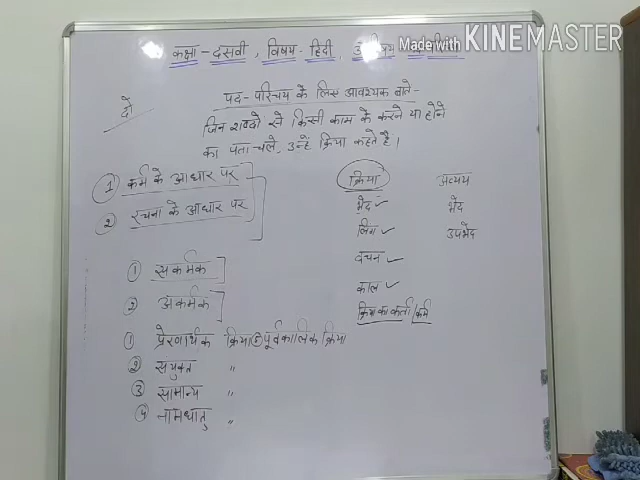 Made with KINEMASTER
कक्षा - दसवी , विषय - हिंदी ,
पद - परिचय के लिए आवश्यक बाते -
दो
जिन शब्दो से किसी काम के करने या होने
का पता चले, उन्हें क्रिया कहते है।
① कर्म के आधार पर
② रचना के आधार पर
① सकर्मक
② अकर्मक
① प्रेरणार्थक क्रिया ⑤ पूर्वकालिक क्रिया
② सयुक्त "
③ सामान्य "
④ नामधातु "
क्रिया अव्यय
भेद ✓ भेद
लिंग ✓ उपभेद
वचन ✓
काल ✓
क्रिया का कर्ता / कर्म